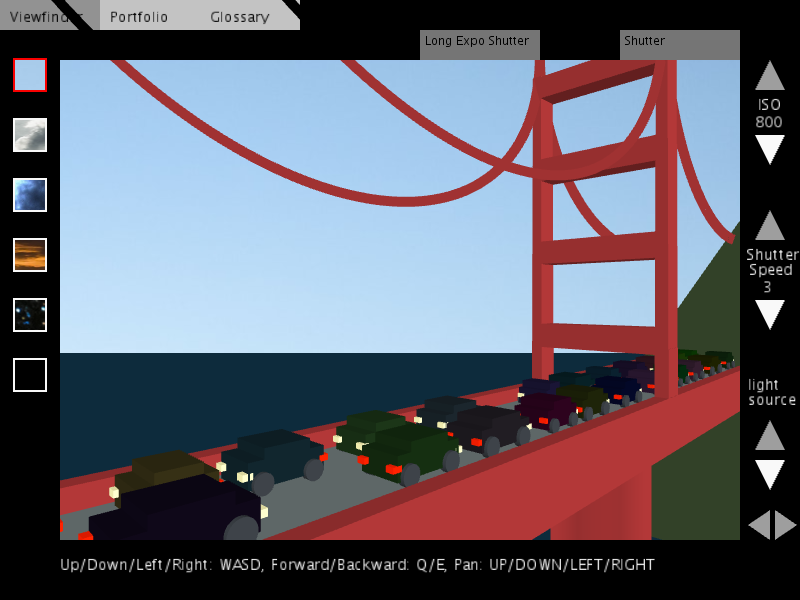 Viewfinder Portfolio Glossary
Long Expo Shutter Shutter
ISO
800
Shutter
Speed
3
light
source
Up/Down/Left/Right: WASD, Forward/Backward: Q/E, Pan: UP/DOWN/LEFT/RIGHT